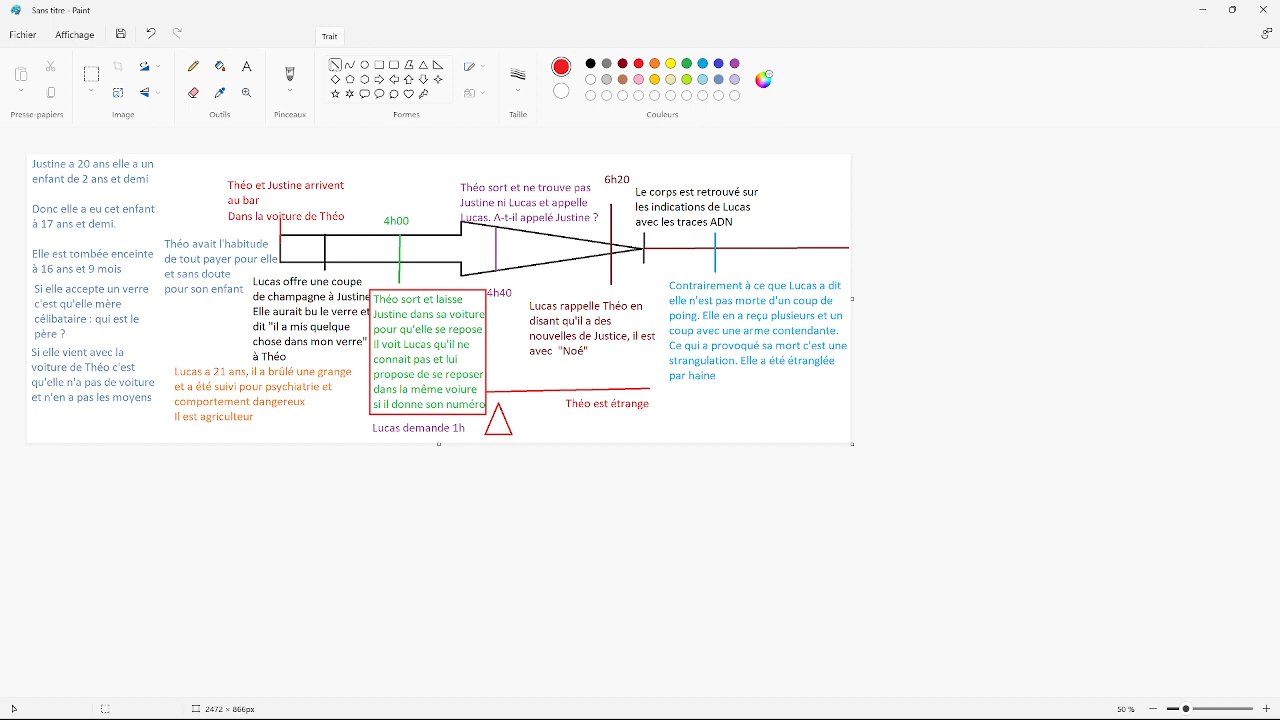 Sans titre - Paint
Fichier
Affichage
Trait
Presse-papiers
Image
Outils
Pinceaux
Formes
Taille
Couleurs
Justine a 20 ans elle a un
enfant de 2 ans et demi
Donc elle a eu cet enfant
à 17 ans et demi.
Elle est tombée enceinte
à 16 ans et 9 mois
Si elle accepte un verre
c'est qu'elle mère
célibataire : qui est le
père ?
Si elle vient avec la
voiture de Théo c'est
qu'elle n'a pas de voiture
et n'en a pas les moyens
Théo et Justine arrivent
au bar
Dans la voiture de Théo
Théo avait l'habitude
de tout payer pour elle
et sans doute
pour son enfant
Lucas offre une coupe
de champagne à Justine
Elle aurait bu le verre et
dit "il a mis quelque
chose dans mon verre"
à Théo
Lucas a 21 ans, il a brûlé une grange
et a été suivi pour psychiatrie et
comportement dangereux
Il est agriculteur
4h00
Théo sort et laisse
Justine dans sa voiture
pour qu'elle se repose
Il voit Lucas qu'il ne
connait pas et lui
propose de se reposer
dans la même voiure
si il donne son numéro
Lucas demande 1h
Théo sort et ne trouve pas
Justine ni Lucas et appelle
Lucas. A-t-il appelé Justine ?
4h40
6h20
Lucas rappelle Théo en
disant qu'il a des
nouvelles de Justice, il est
avec "Noé"
Théo est étrange
Le corps est retrouvé sur
les indications de Lucas
avec les traces ADN
Contrairement à ce que Lucas a dit
elle n'est pas morte d'un coup de
poing. Elle en a reçu plusieurs et un
coup avec une arme contendante.
Ce qui a provoqué sa mort c'est une
strangulation. Elle a été étranglée
par haine
2472 × 866px
50 %